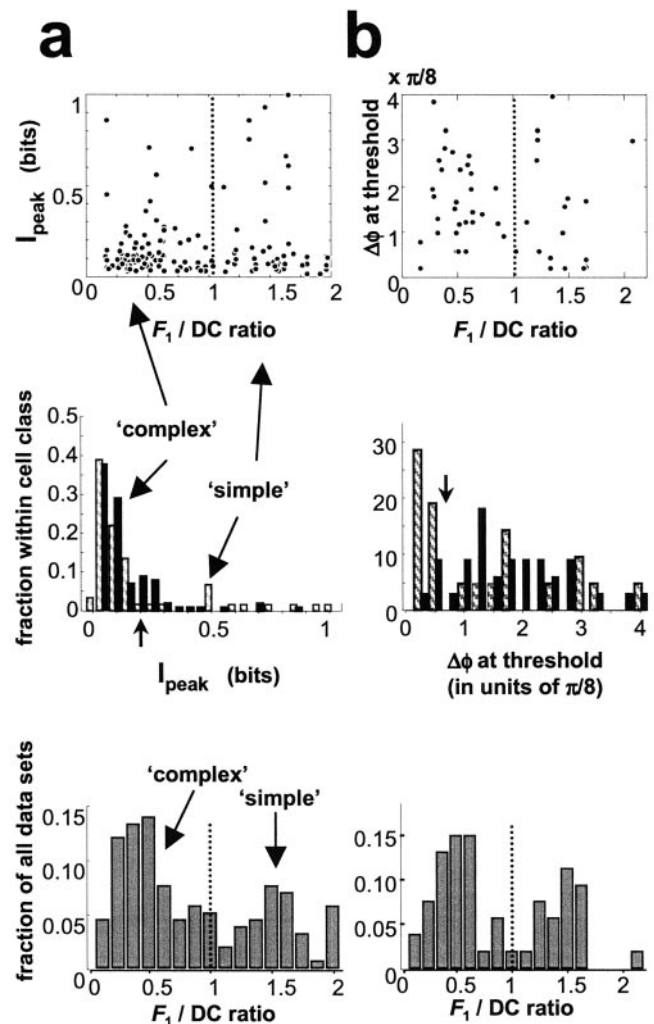 a
b
x π/8
1
0.5
0
I_peak (bits)
0 0.5 1 1.5 2
F₁ / DC ratio
4
3
2
1
0
Δϕ at threshold
0 0.5 1 1.5 2
F₁ / DC ratio
'complex'
'simple'
0.5
0.4
0.3
0.2
0.1
0
fraction within cell class
0 0.5 1
I_peak (bits)
30
20
10
0
0 1 2 3 4
Δϕ at threshold
(in units of π/8)
'complex'
'simple'
0.15
0.10
0.05
0
fraction of all data sets
0 0.5 1 1.5 2
F₁ / DC ratio
0.15
0.10
0.05
0
0 0.5 1 1.5 2
F₁ / DC ratio